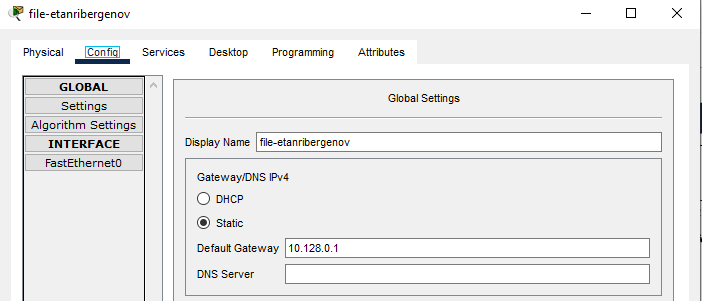 file-etanribergenov
Physical Config Services Desktop Programming Attributes
GLOBAL
Settings
Algorithm Settings
INTERFACE
FastEthernet0
Global Settings
Display Name file-etanribergenov
Gateway/DNS IPv4
DHCP
Static
Default Gateway 10.128.0.1
DNS Server